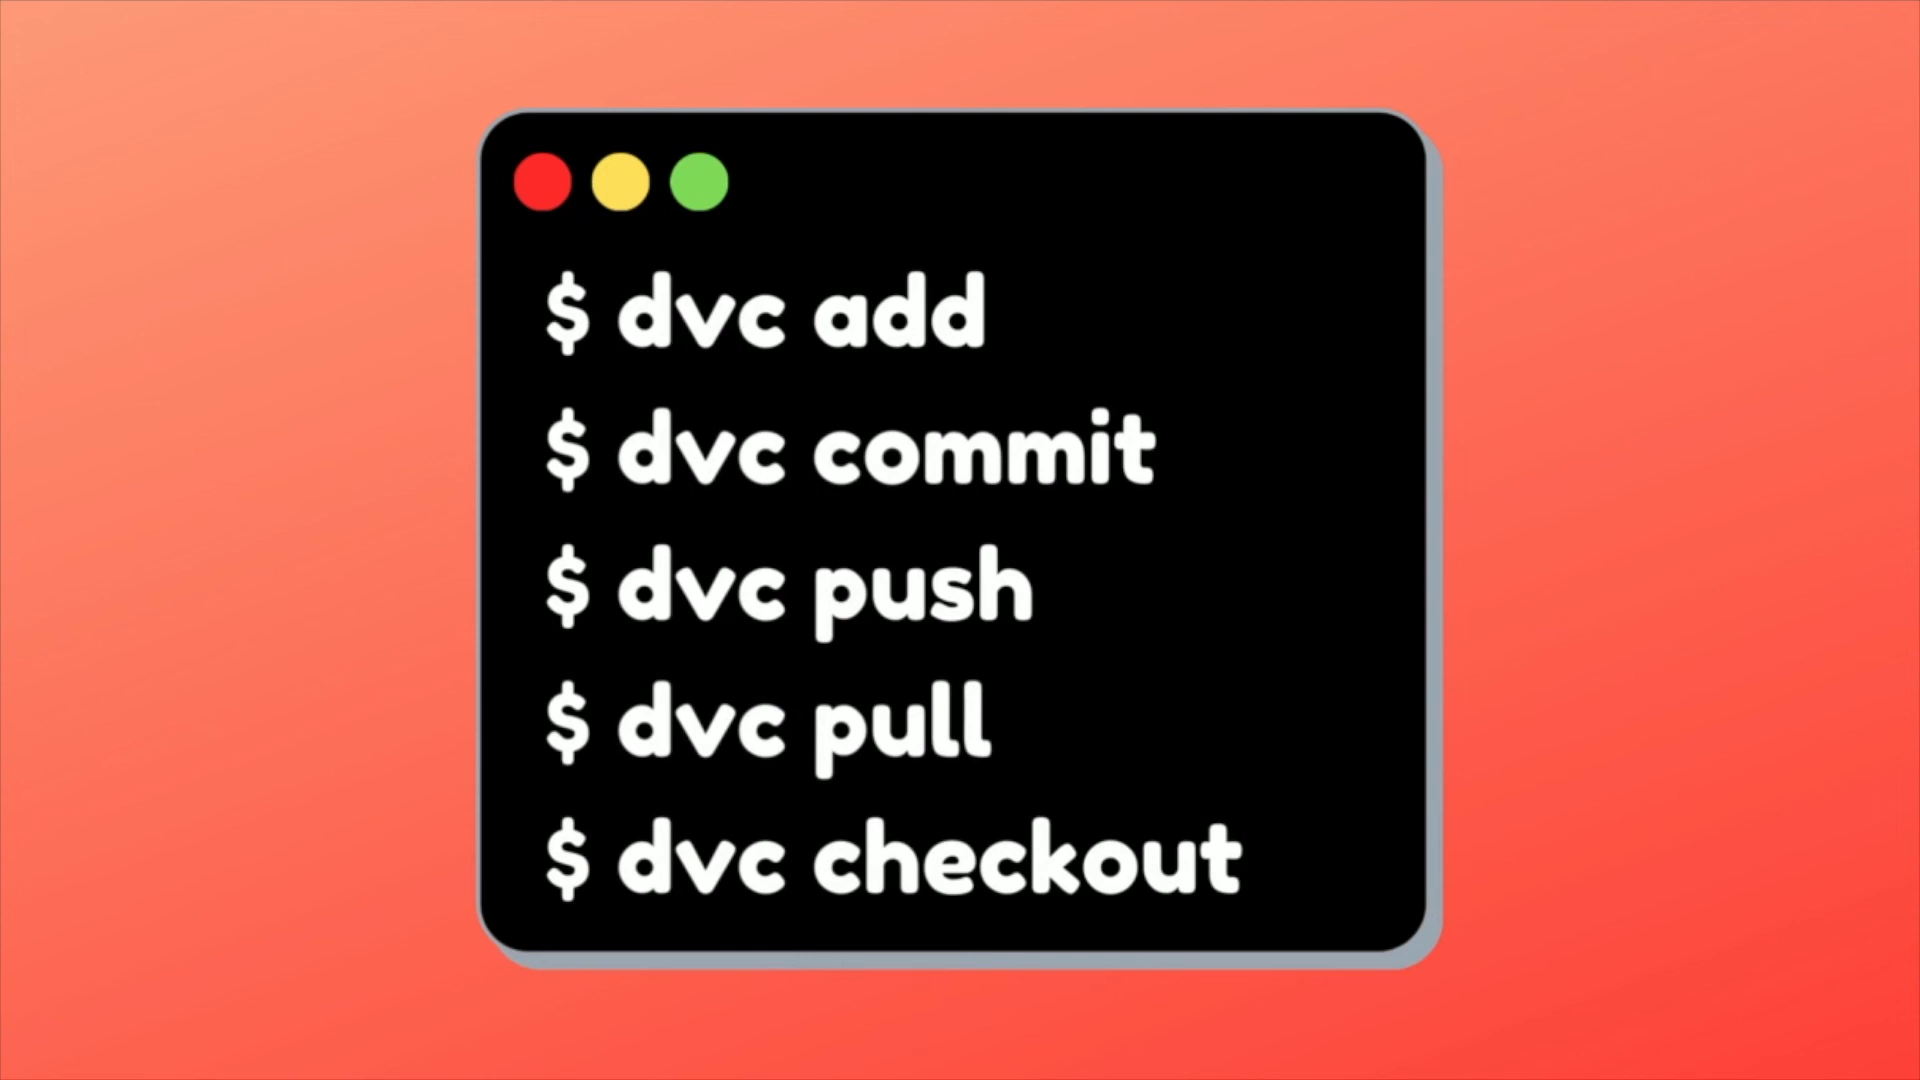 $ dvc add
$ dvc commit
$ dvc push
$ dvc pull
$ dvc checkout